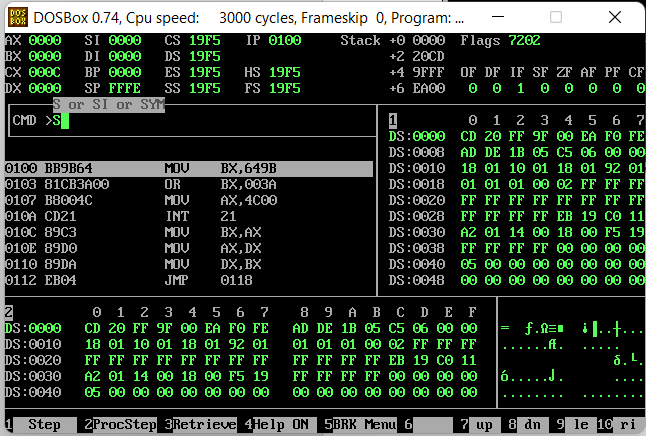 DOSBox 0.74, Cpu speed: 3000 cycles, Frameskip 0, Program: ...
AX 0000 SI 0000 CS 19F5 IP 0100 Stack +0 0000 Flags 7202
BX 0000 DI 0000 DS 19F5 +2 20CD
CX 000C BP 0000 ES 19F5 HS 19F5 +4 9FFF OF DF IF SF ZF AF PF CF
DX 0000 SP FFFE SS 19F5 FS 19F5 +6 EA00 0 0 1 0 0 0 0 0
S or SI or SYM
CMD >S
1 0 1 2 3 4 5 6 7
DS:0000 CD 20 FF 9F 00 EA F0 FE
DS:0008 AD DE 1B 05 C5 06 00 00
DS:0010 18 01 10 01 18 01 92 01
DS:0018 01 01 01 00 02 FF FF FF
DS:0020 FF FF FF FF FF FF FF FF
DS:0028 FF FF FF FF EB 19 C0 11
DS:0030 A2 01 14 00 18 00 F5 19
DS:0038 FF FF FF FF 00 00 00 00
DS:0040 05 00 00 00 00 00 00 00
DS:0048 00 00 00 00 00 00 00 00
0100 BB9B64 MOV BX,649B
0103 81CB3A00 OR BX,003A
0107 B8004C MOV AX,4C00
010A CD21 INT 21
010C 89C3 MOV BX,AX
010E 89D0 MOV AX,DX
0110 89DA MOV DX,BX
0112 EB04 JMP 0118
2 0 1 2 3 4 5 6 7 8 9 A B C D E F
DS:0000 CD 20 FF 9F 00 EA F0 FE AD DE 1B 05 C5 06 00 00
DS:0010 18 01 10 01 18 01 92 01 01 01 01 00 02 FF FF FF
DS:0020 FF FF FF FF FF FF FF FF FF FF FF FF EB 19 C0 11
DS:0030 A2 01 14 00 18 00 F5 19 FF FF FF FF 00 00 00 00
DS:0040 05 00 00 00 00 00 00 00 00 00 00 00 00 00 00 00
1 Step 2ProcStep 3Retrieve 4Help ON 5BRK Menu 6 7 up 8 dn 9 le 10 ri